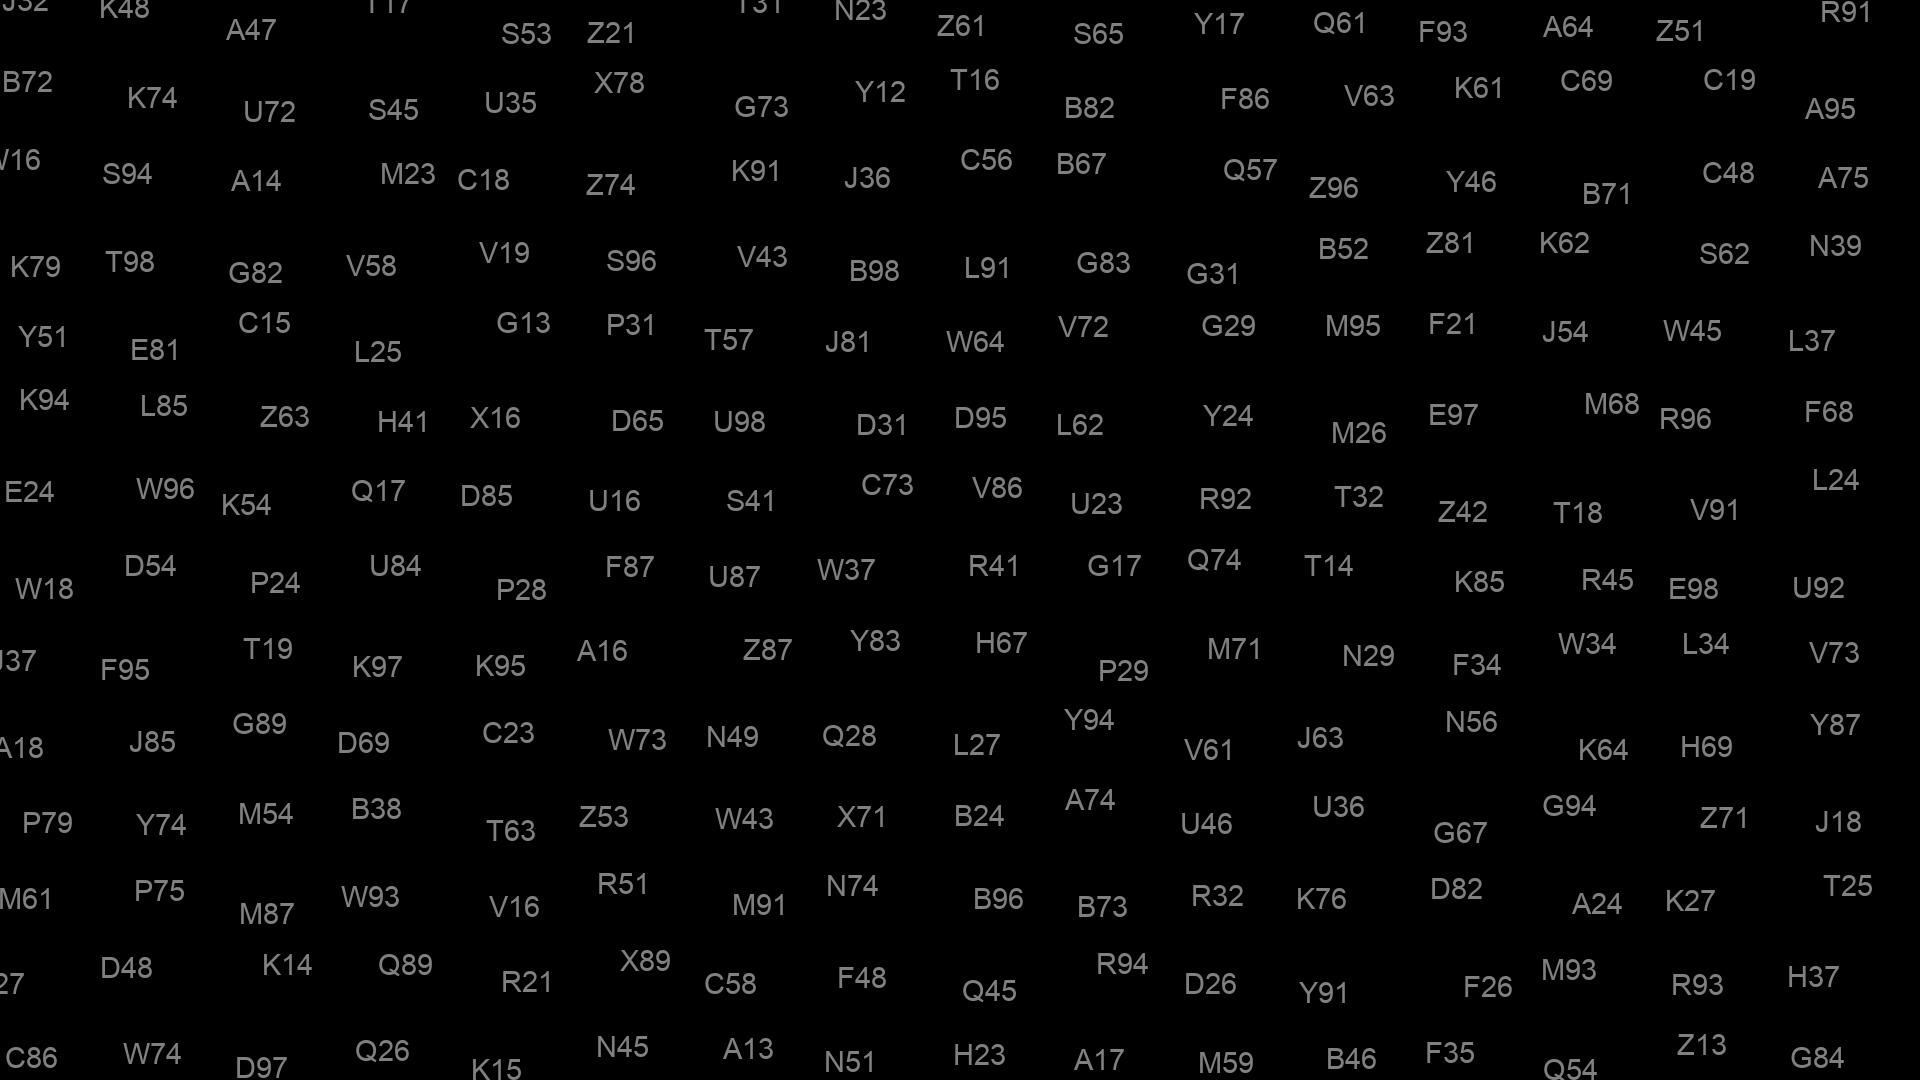 J32 K48 A47 T17 S53 Z21 T31 N23 Z61 S65 Y17 Q61 F93 A64 Z51 R91
B72 K74 U72 S45 U35 X78 G73 Y12 T16 B82 F86 V63 K61 C69 C19 A95
W16 S94 A14 M23 C18 Z74 K91 J36 C56 B67 Q57 Z96 Y46 B71 C48 A75
K79 T98 G82 V58 V19 S96 V43 B98 L91 G83 G31 B52 Z81 K62 S62 N39
Y51 E81 C15 L25 G13 P31 T57 J81 W64 V72 G29 M95 F21 J54 W45 L37
K94 L85 Z63 H41 X16 D65 U98 D31 D95 L62 Y24 M26 E97 M68 R96 F68
E24 W96 K54 Q17 D85 U16 S41 C73 V86 U23 R92 T32 Z42 T18 V91 L24
W18 D54 P24 U84 P28 F87 U87 W37 R41 G17 Q74 T14 K85 R45 E98 U92
37 F95 T19 K97 K95 A16 Z87 Y83 H67 P29 M71 N29 F34 W34 L34 V73
A18 J85 G89 D69 C23 W73 N49 Q28 L27 Y94 V61 J63 N56 K64 H69 Y87
P79 Y74 M54 B38 T63 Z53 W43 X71 B24 A74 U46 U36 G67 G94 Z71 J18
M61 P75 M87 W93 V16 R51 M91 N74 B96 B73 R32 K76 D82 A24 K27 T25
27 D48 K14 Q89 R21 X89 C58 F48 Q45 R94 D26 Y91 F26 M93 R93 H37
C86 W74 D97 Q26 K15 N45 A13 N51 H23 A17 M59 B46 F35 Q54 Z13 G84